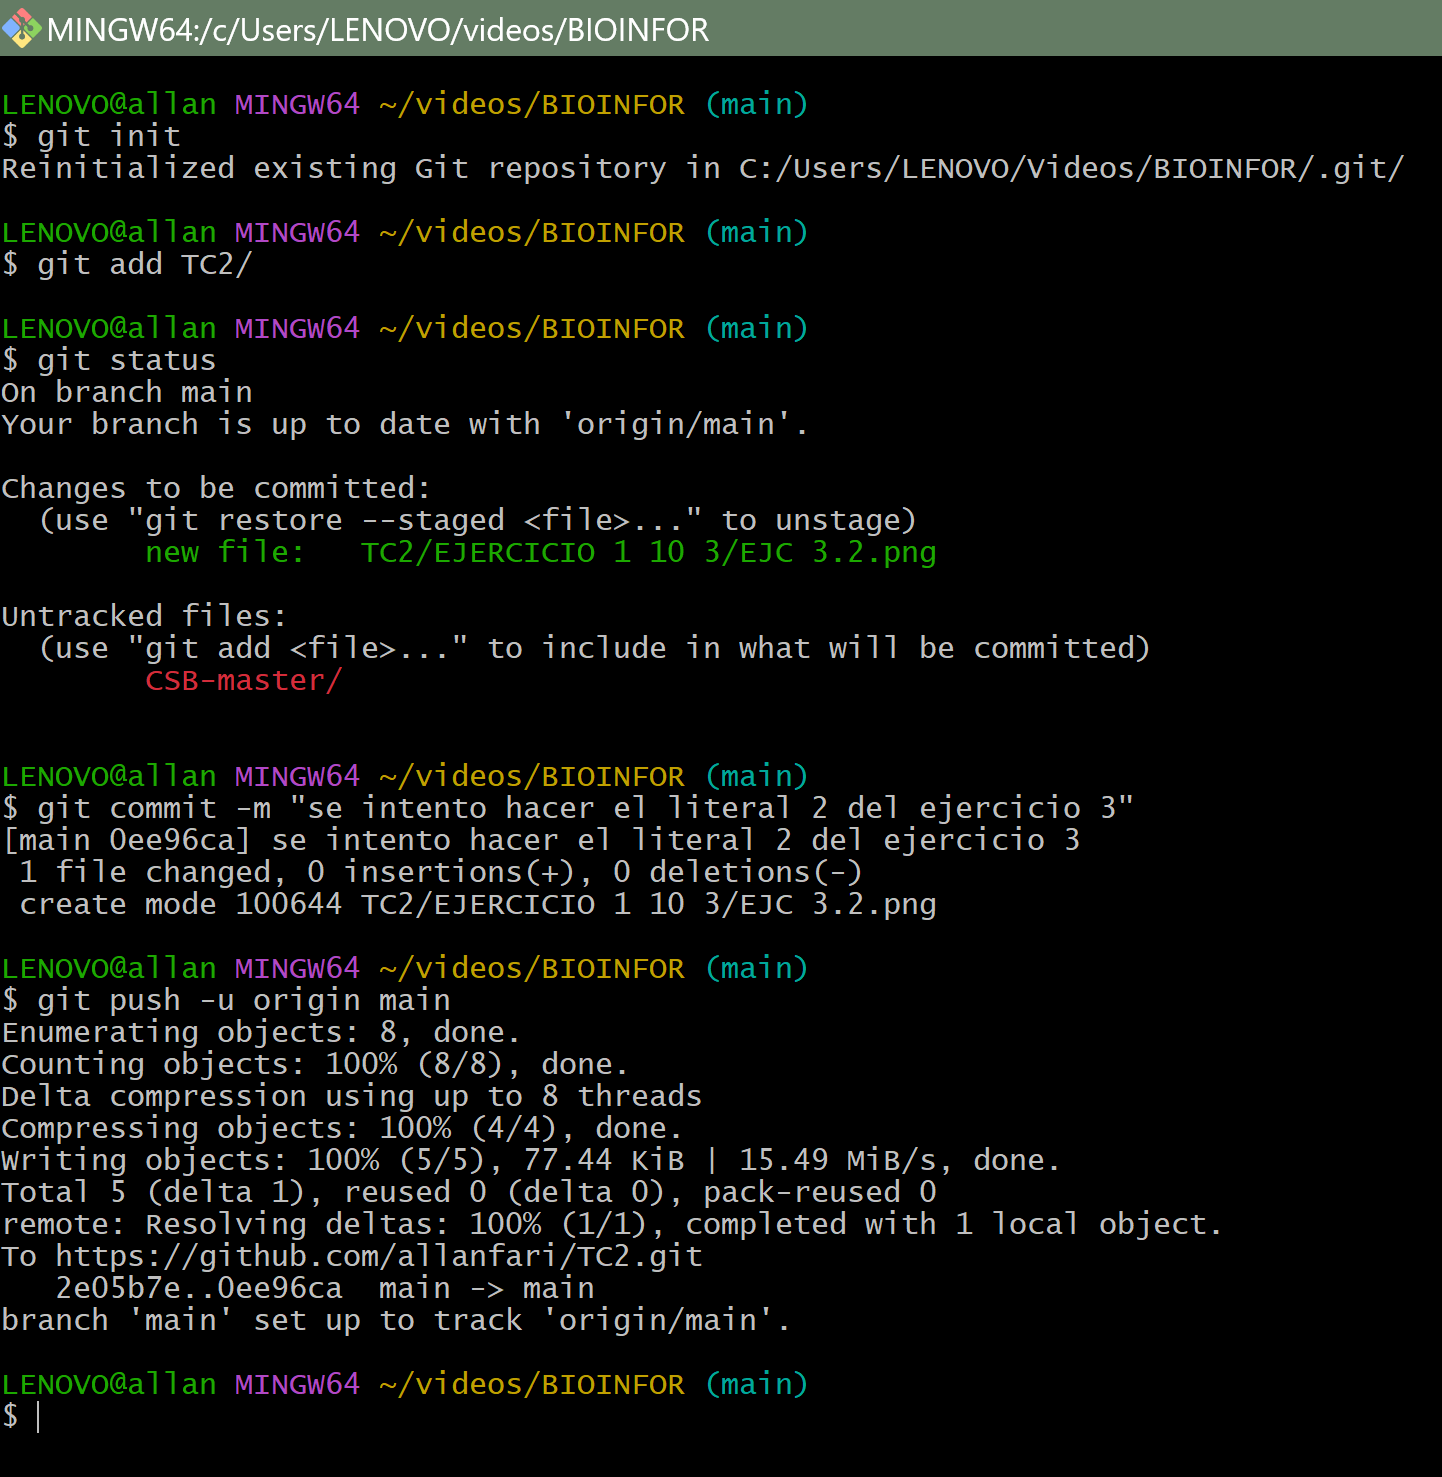 MINGW64:/c/Users/LENOVO/videos/BIOINFOR
LENOVO@allan MINGW64 ~/videos/BIOINFOR (main)
$ git init
Reinitialized existing Git repository in C:/Users/LENOVO/Videos/BIOINFOR/.git/
LENOVO@allan MINGW64 ~/videos/BIOINFOR (main)
$ git add TC2/
LENOVO@allan MINGW64 ~/videos/BIOINFOR (main)
$ git status
On branch main
Your branch is up to date with 'origin/main'.
Changes to be committed:
  (use "git restore --staged <file>..." to unstage)
        new file:   TC2/EJERCICIO 1 10 3/EJC 3.2.png
Untracked files:
  (use "git add <file>..." to include in what will be committed)
        CSB-master/
LENOVO@allan MINGW64 ~/videos/BIOINFOR (main)
$ git commit -m "se intento hacer el literal 2 del ejercicio 3"
[main 0ee96ca] se intento hacer el literal 2 del ejercicio 3
 1 file changed, 0 insertions(+), 0 deletions(-)
 create mode 100644 TC2/EJERCICIO 1 10 3/EJC 3.2.png
LENOVO@allan MINGW64 ~/videos/BIOINFOR (main)
$ git push -u origin main
Enumerating objects: 8, done.
Counting objects: 100% (8/8), done.
Delta compression using up to 8 threads
Compressing objects: 100% (4/4), done.
Writing objects: 100% (5/5), 77.44 KiB | 15.49 MiB/s, done.
Total 5 (delta 1), reused 0 (delta 0), pack-reused 0
remote: Resolving deltas: 100% (1/1), completed with 1 local object.
To https://github.com/allanfari/TC2.git
   2e05b7e..0ee96ca  main -> main
branch 'main' set up to track 'origin/main'.
LENOVO@allan MINGW64 ~/videos/BIOINFOR (main)
$